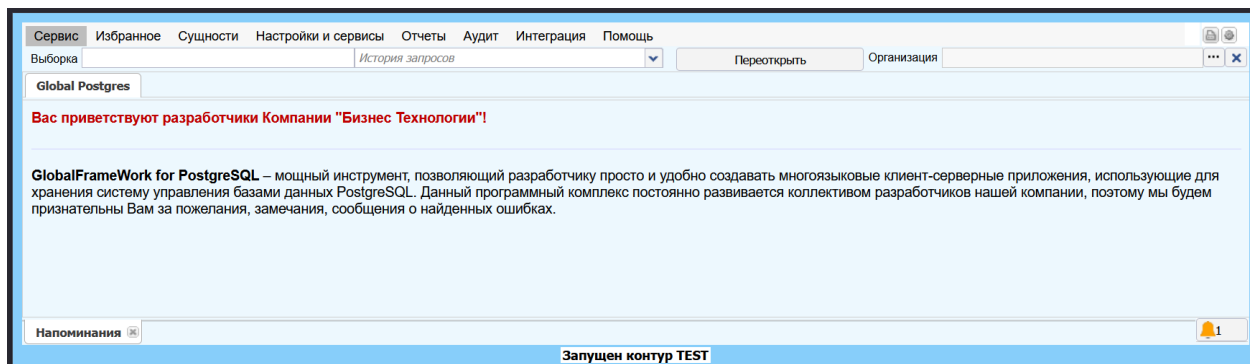 Сервис Избранное Сущности Настройки и сервисы Отчеты Аудит Интеграция Помощь
Выборка История запросов Переоткрыть Организация
Global Postgres
Вас приветствуют разработчики Компании "Бизнес Технологии"!
GlobalFrameWork for PostgreSQL – мощный инструмент, позволяющий разработчику просто и удобно создавать многоязыковые клиент-серверные приложения, использующие для
хранения систему управления базами данных PostgreSQL. Данный программный комплекс постоянно развивается коллективом разработчиков нашей компании, поэтому мы будем
признательны Вам за пожелания, замечания, сообщения о найденных ошибках.
Напоминания 1
Запущен контур TEST